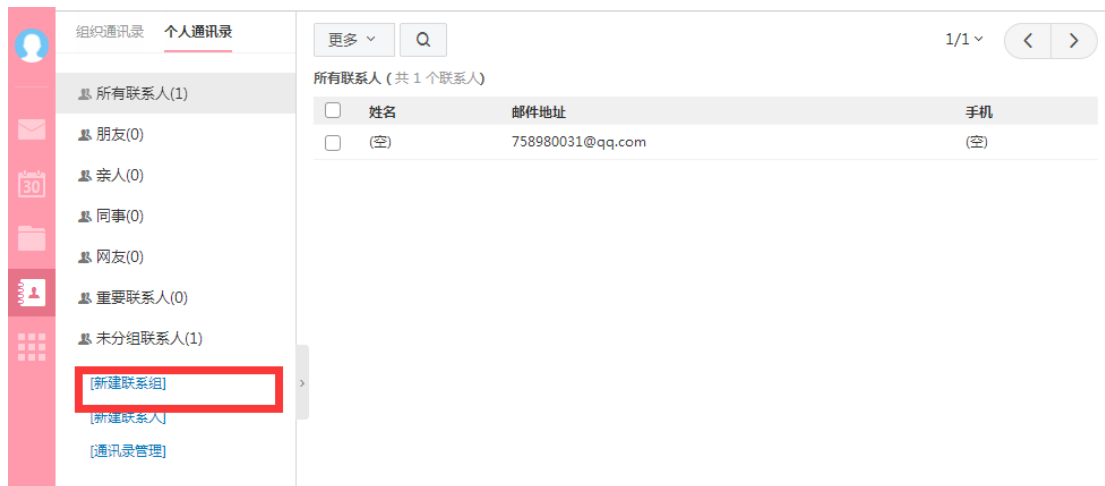 组织通讯录 个人通讯录
所有联系人(1)
朋友(0)
亲人(0)
同事(0)
网友(0)
重要联系人(0)
未分组联系人(1)
[新建联系组]
[新建联系人]
[通讯录管理]
30
更多
1/1
所有联系人 ( 共 1 个联系人)
姓名 邮件地址 手机
(空) 758980031@qq.com (空)